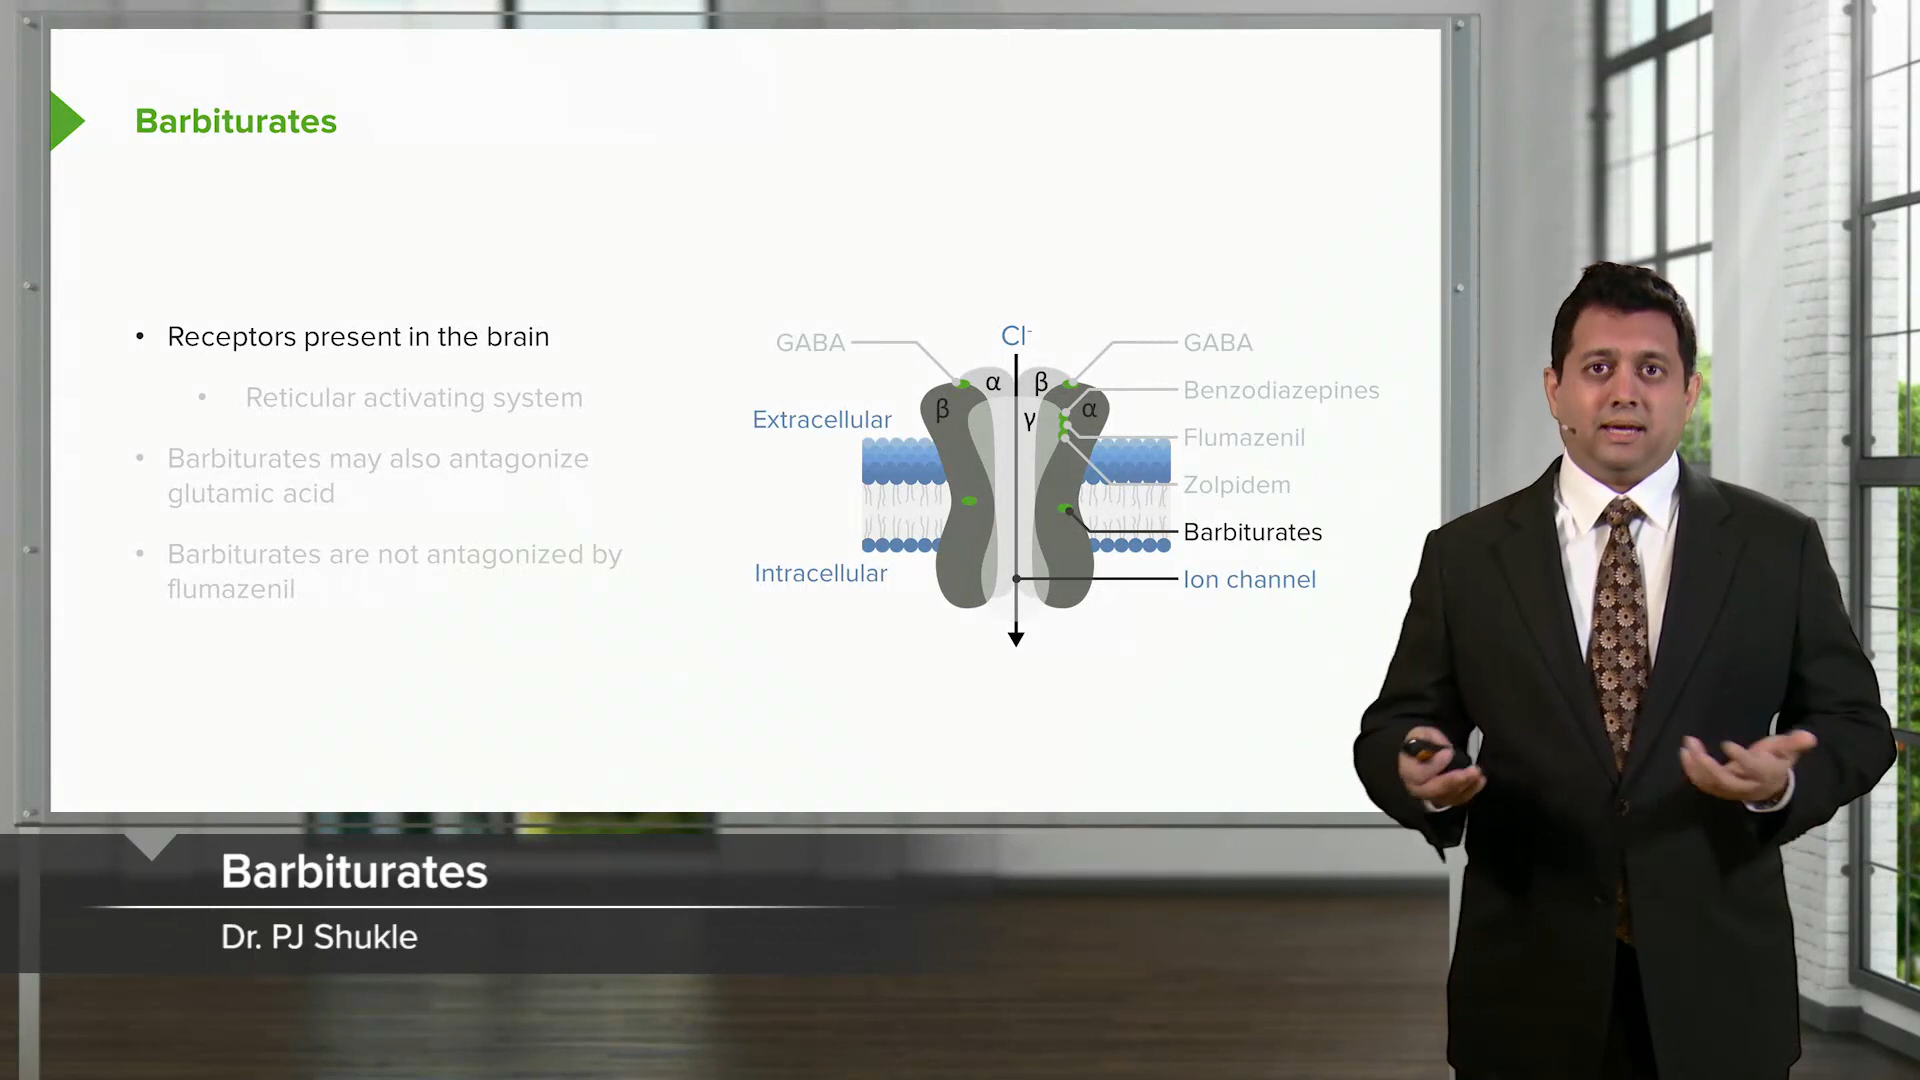 Barbiturates
• Receptors present in the brain
• Reticular activating system
• Barbiturates may also antagonize
glutamic acid
• Barbiturates are not antagonized by
flumazenil
GABA
Cl-
GABA
α
β
Benzodiazepines
β
α
Extracellular
γ
Flumazenil
Zolpidem
Barbiturates
Intracellular
Ion channel
Barbiturates
Dr. PJ Shukle